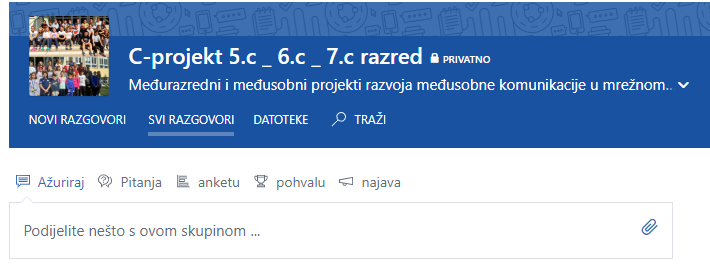 C-projekt 5.c _ 6.c _ 7.c razred PRIVATNO
Međurazredni i međusobni projekti razvoja međusobne komunikacije u mrežnom..
NOVI RAZGOVORI SVI RAZGOVORI DATOTEKE TRAŽI
Ažuriraj Pitanja anketu pohvalu najava
Podijelite nešto s ovom skupinom ...